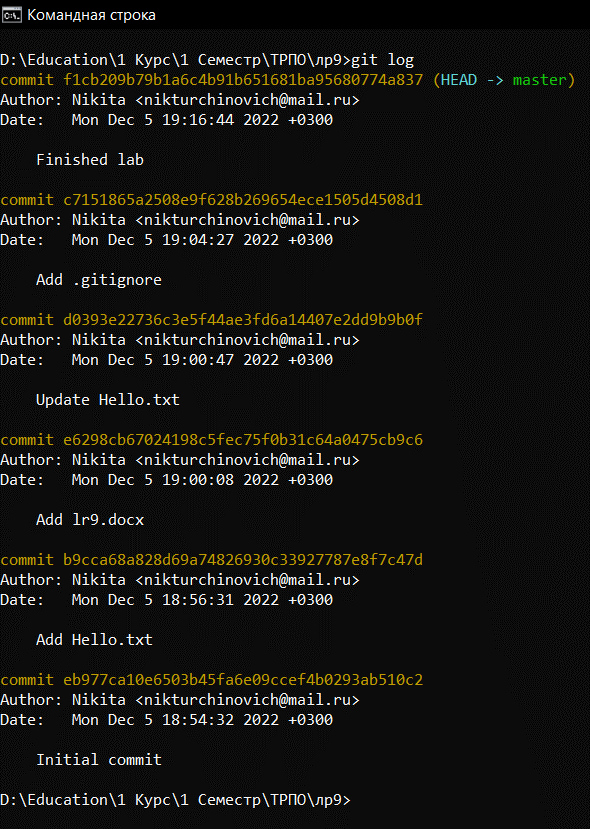 Командная строка
D:\Education\1 Курс\1 Семестр\ТРПО\лр9>git log
commit f1cb209b79b1a6c4b91b651681ba95680774a837 (HEAD -> master)
Author: Nikita <nikturchinovich@mail.ru>
Date:   Mon Dec 5 19:16:44 2022 +0300
    Finished lab
commit c7151865a2508e9f628b269654ece1505d4508d1
Author: Nikita <nikturchinovich@mail.ru>
Date:   Mon Dec 5 19:04:27 2022 +0300
    Add .gitignore
commit d0393e22736c3e5f44ae3fd6a14407e2dd9b9b0f
Author: Nikita <nikturchinovich@mail.ru>
Date:   Mon Dec 5 19:00:47 2022 +0300
    Update Hello.txt
commit e6298cb67024198c5fec75f0b31c64a0475cb9c6
Author: Nikita <nikturchinovich@mail.ru>
Date:   Mon Dec 5 19:00:08 2022 +0300
    Add lr9.docx
commit b9cca68a828d69a74826930c33927787e8f7c47d
Author: Nikita <nikturchinovich@mail.ru>
Date:   Mon Dec 5 18:56:31 2022 +0300
    Add Hello.txt
commit eb977ca10e6503b45fa6e09ccef4b0293ab510c2
Author: Nikita <nikturchinovich@mail.ru>
Date:   Mon Dec 5 18:54:32 2022 +0300
    Initial commit
D:\Education\1 Курс\1 Семестр\ТРПО\лр9>